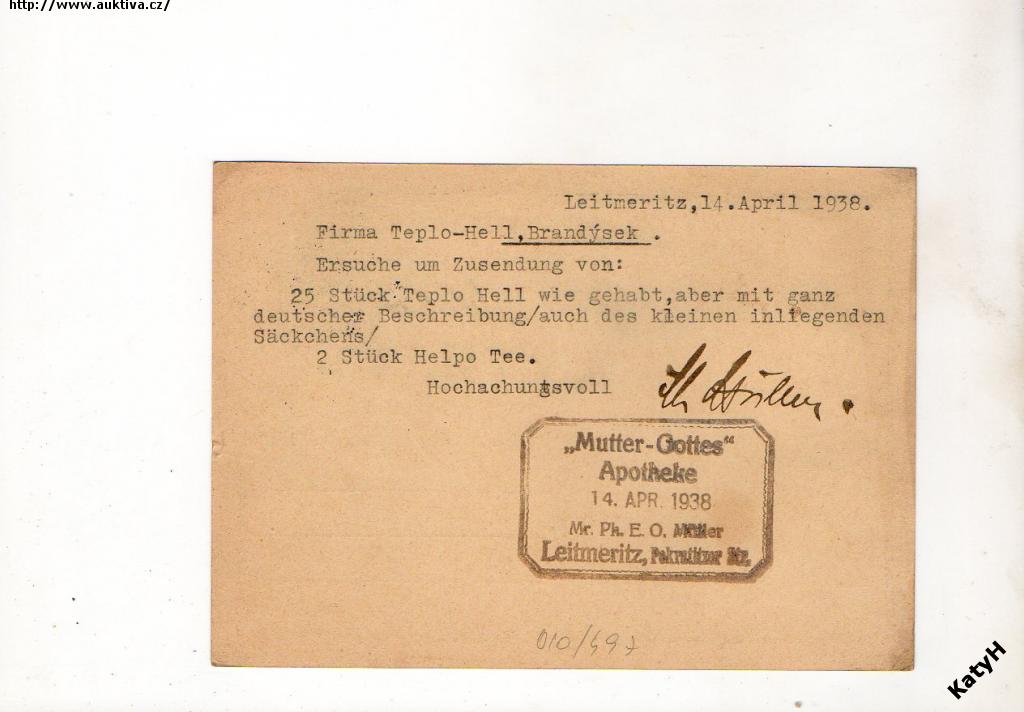 http://www.auktiva.cz/
Leitmeritz,14.April 1938.
Firma Teplo-Hell,Brandýsek .
Ersuche um Zusendung von:
25 Stück Teplo Hell wie gehabt,aber mit ganz
deutscher Beschreibung/auch des kleinen inliegenden
Säckchens/
2 Stück Helpo Tee.
Hochachungsvoll
„Mutter-Gottes“
Apotheke
14. APR. 1938
Mr. Ph. E. O. Müller
Leitmeritz,
010/497
KatyH